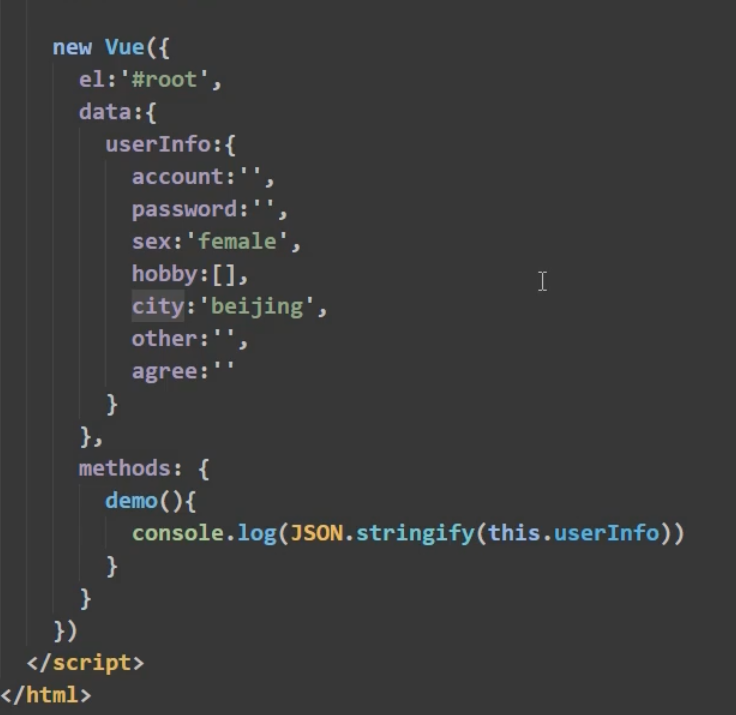 new Vue({
el:'#root',
data:{
userInfo:{
account:'',
password:'',
sex:'female',
hobby:[],
city:'beijing',
other:'',
agree:''
}
},
methods: {
demo(){
console.log(JSON.stringify(this.userInfo))
}
}
})
</script>
</html>